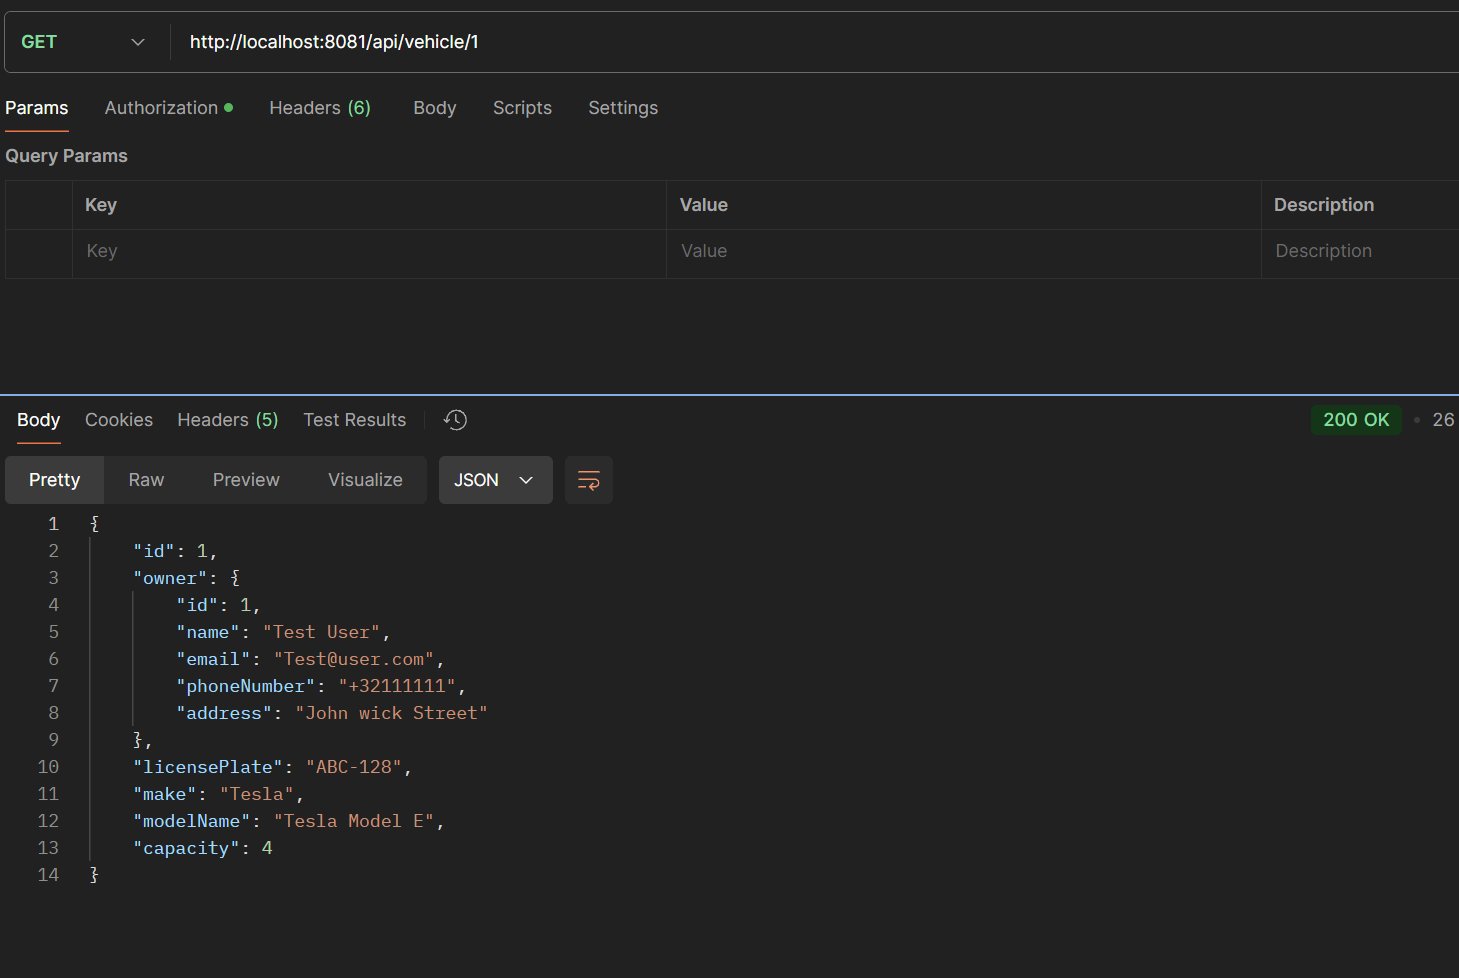 GET http://localhost:8081/api/vehicle/1
Params Authorization Headers (6) Body Scripts Settings
Query Params
Key Value Description
Key Value Description
Body Cookies Headers (5) Test Results 200 OK • 26
Pretty Raw Preview Visualize JSON
1 {
2 "id": 1,
3 "owner": {
4 "id": 1,
5 "name": "Test User",
6 "email": "Test@user.com",
7 "phoneNumber": "+32111111",
8 "address": "John wick Street"
9 },
10 "licensePlate": "ABC-128",
11 "make": "Tesla",
12 "modelName": "Tesla Model E",
13 "capacity": 4
14 }